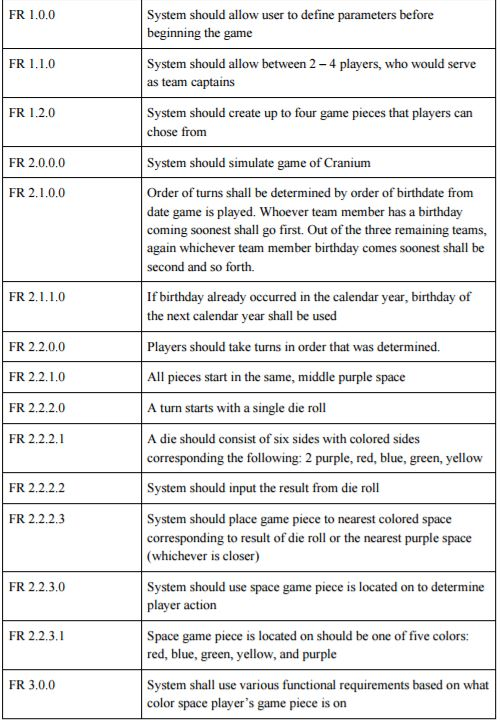 FR 1.0.0
System should allow user to define parameters before
beginning the game
FR 1.1.0
System should allow between 2 – 4 players, who would serve
as team captains
FR 1.2.0
System should create up to four game pieces that players can
chose from
FR 2.0.0.0
System should simulate game of Cranium
FR 2.1.0.0
Order of turns shall be determined by order of birthdate from
date game is played. Whoever team member has a birthday
coming soonest shall go first. Out of the three remaining teams,
again whichever team member birthday comes soonest shall be
second and so forth.
FR 2.1.1.0
If birthday already occurred in the calendar year, birthday of
the next calendar year shall be used
FR 2.2.0.0
Players should take turns in order that was determined.
FR 2.2.1.0
All pieces start in the same, middle purple space
FR 2.2.2.0
A turn starts with a single die roll
FR 2.2.2.1
A die should consist of six sides with colored sides
corresponding the following: 2 purple, red, blue, green, yellow
FR 2.2.2.2
System should input the result from die roll
FR 2.2.2.3
System should place game piece to nearest colored space
corresponding to result of die roll or the nearest purple space
(whichever is closer)
FR 2.2.3.0
System should use space game piece is located on to determine
player action
FR 2.2.3.1
Space game piece is located on should be one of five colors:
red, blue, green, yellow, and purple
FR 3.0.0
System shall use various functional requirements based on what
color space player's game piece is on